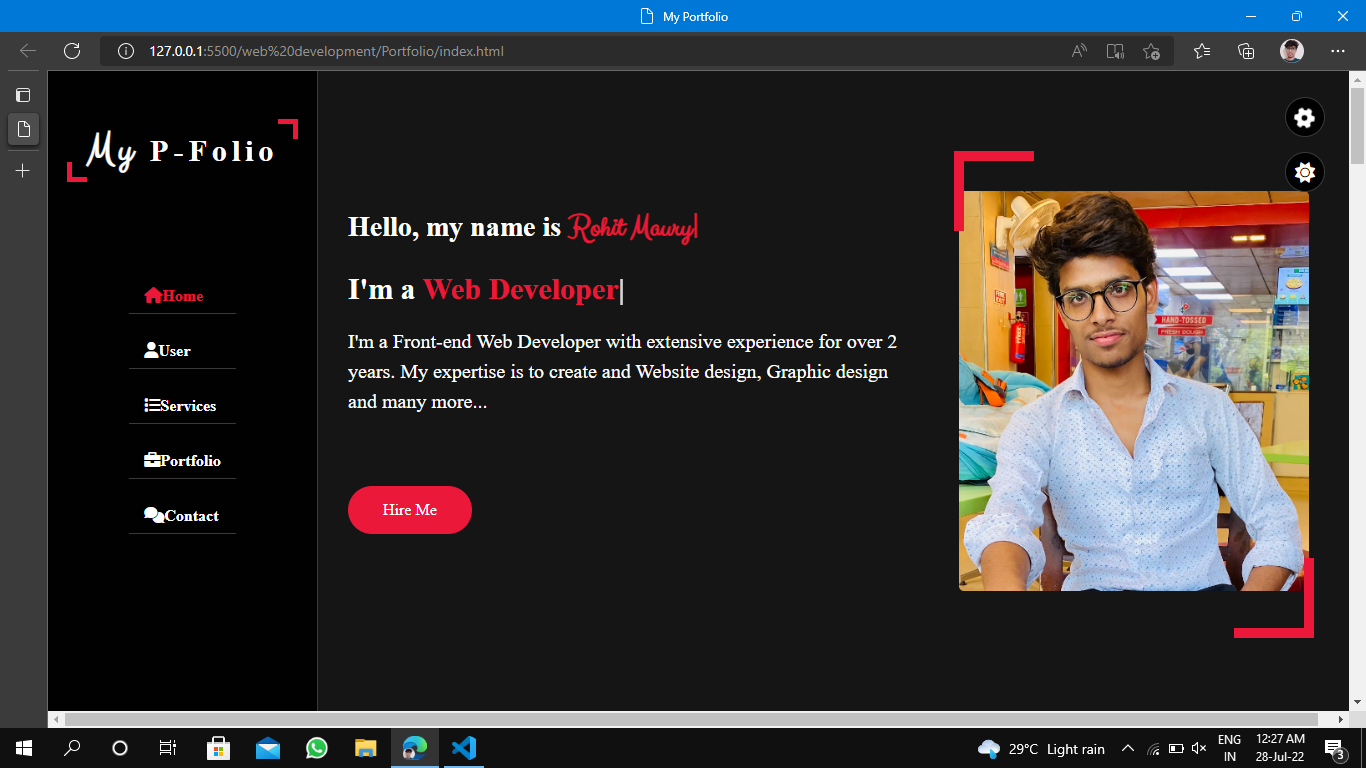 My Portfolio
127.0.0.1:5500/web%20development/Portfolio/index.html
My P-Folio
Home
User
Services
Portfolio
Contact
Hello, my name is Rohit Maury!
I'm a Web Developer|
I'm a Front-end Web Developer with extensive experience for over 2
years. My expertise is to create and Website design, Graphic design
and many more...
Hire Me
HAND-TOSSED
FRESH DOUGH
29°C Light rain
ENG
IN
12:27 AM
28-Jul-22
3